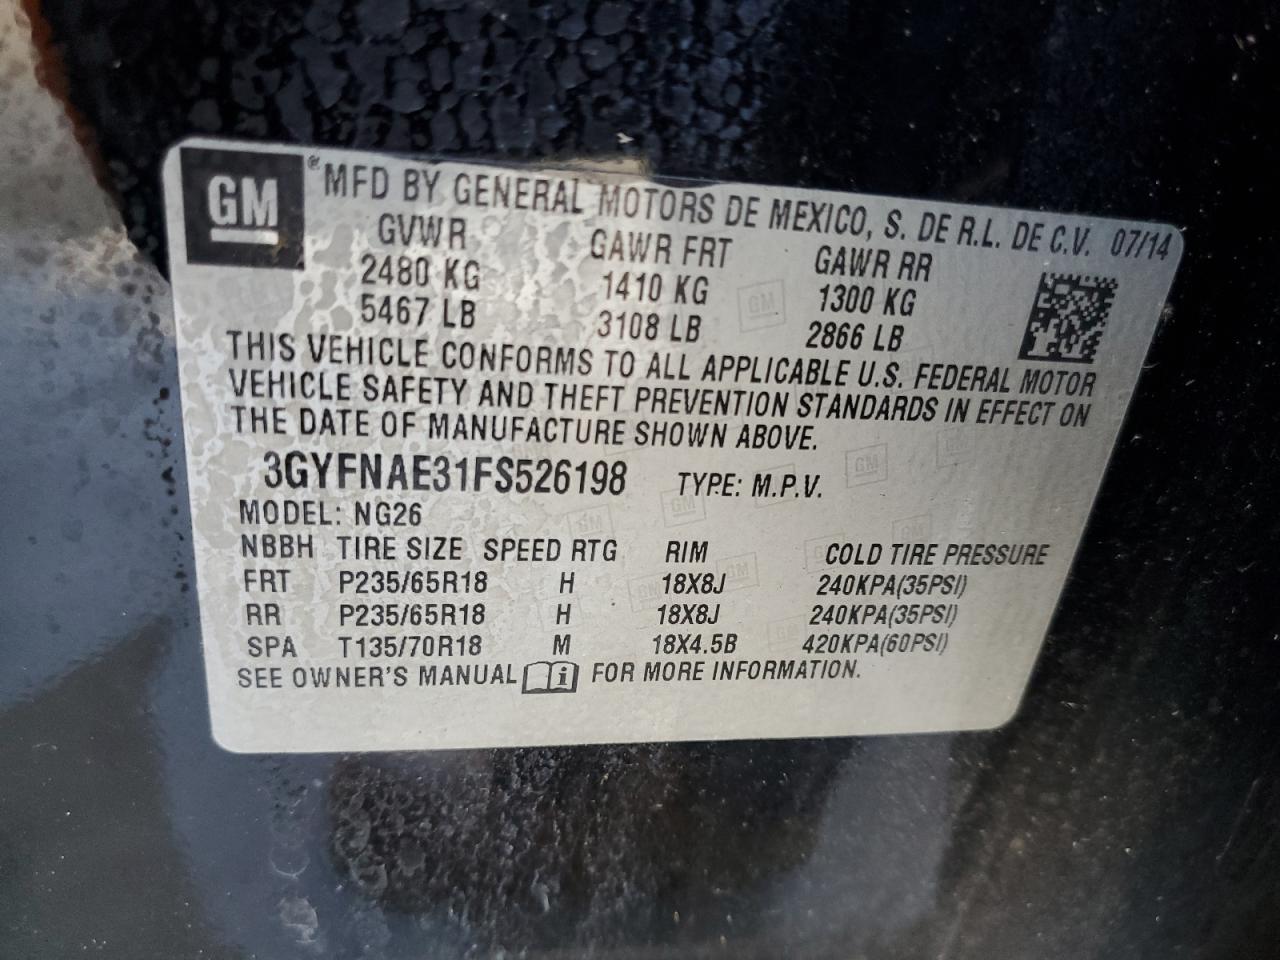 GM ® MFD BY GENERAL MOTORS DE MEXICO, S. DE R.L. DE C.V. 07/14
GVWR GAWR FRT GAWR RR
2480 KG 1410 KG 1300 KG
5467 LB 3108 LB 2866 LB
THIS VEHICLE CONFORMS TO ALL APPLICABLE U.S. FEDERAL MOTOR
VEHICLE SAFETY AND THEFT PREVENTION STANDARDS IN EFFECT ON
THE DATE OF MANUFACTURE SHOWN ABOVE.
3GYFNAE31FS526198 TYPE: M.P.V.
MODEL: NG26
NBBH TIRE SIZE SPEED RTG RIM COLD TIRE PRESSURE
FRT P235/65R18 H 18X8J 240KPA(35PSI)
RR P235/65R18 H 18X8J 240KPA(35PSI)
SPA T135/70R18 M 18X4.5B 420KPA(60PSI)
SEE OWNER'S MANUAL i FOR MORE INFORMATION.